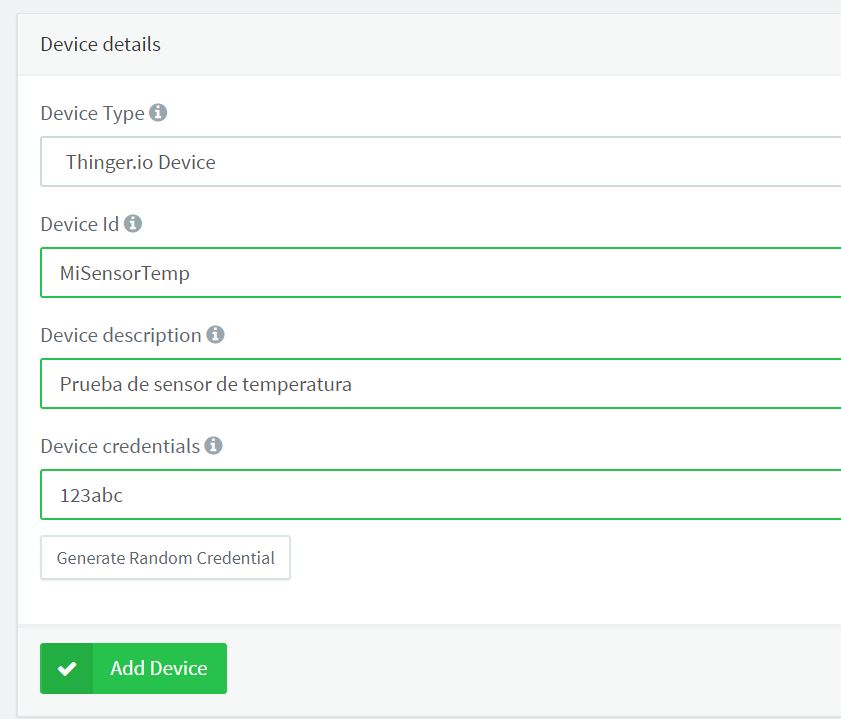 Device details
Device Type
Thinger.io Device
Device Id
MiSensorTemp
Device description
Prueba de sensor de temperatura
Device credentials
123abc
Generate Random Credential
Add Device